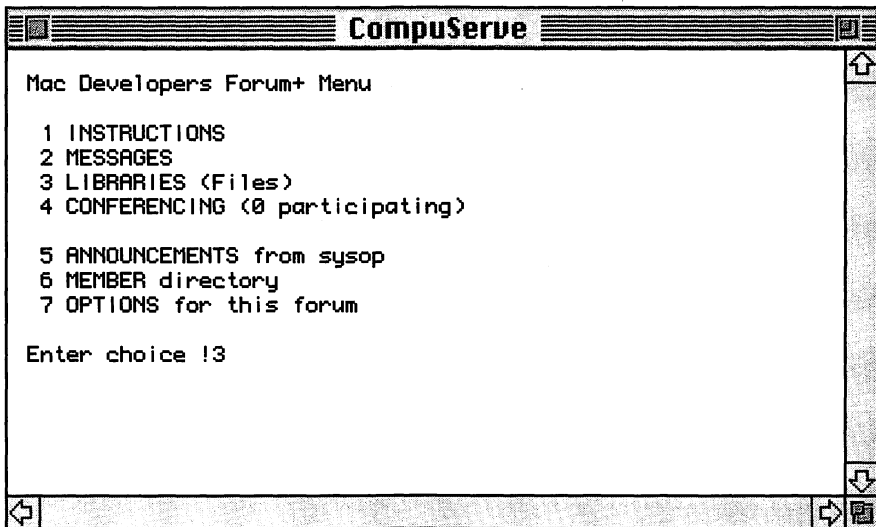 CompuServe
Mac Developers Forum+ Menu
1 INSTRUCTIONS
2 MESSAGES
3 LIBRARIES (Files)
4 CONFERENCING (0 participating)
5 ANNOUNCEMENTS from sysop
6 MEMBER directory
7 OPTIONS for this forum
Enter choice !3